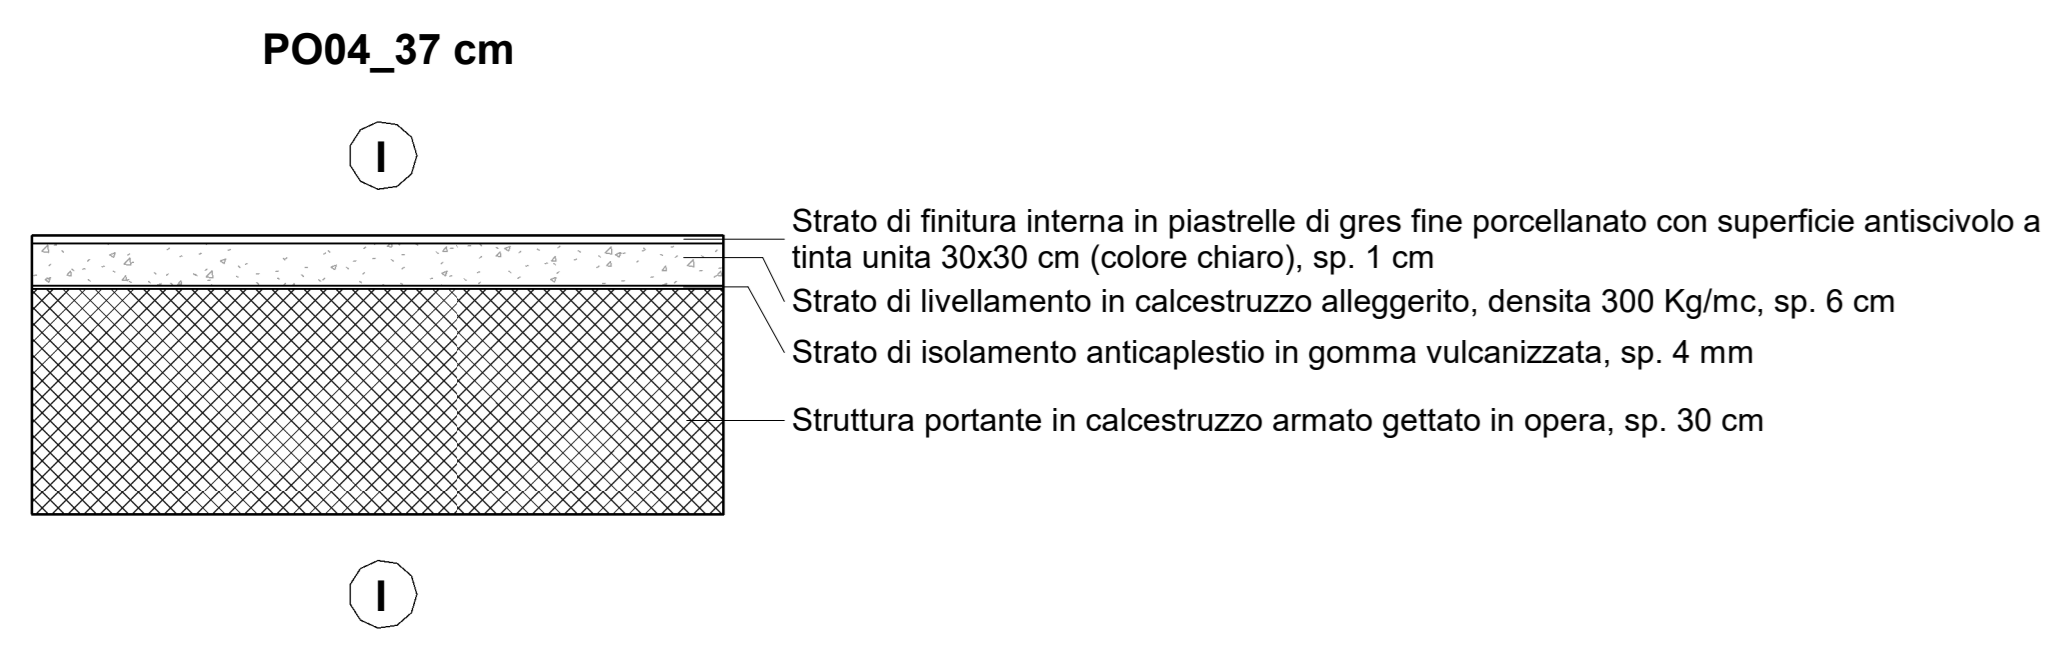 PO04_37 cm
I
Strato di finitura interna in piastrelle di gres fine porcellanato con superficie antiscivolo a
tinta unita 30x30 cm (colore chiaro), sp. 1 cm
Strato di livellamento in calcestruzzo alleggerito, densita 300 Kg/mc, sp. 6 cm
Strato di isolamento anticaplestio in gomma vulcanizzata, sp. 4 mm
Struttura portante in calcestruzzo armato gettato in opera, sp. 30 cm
I